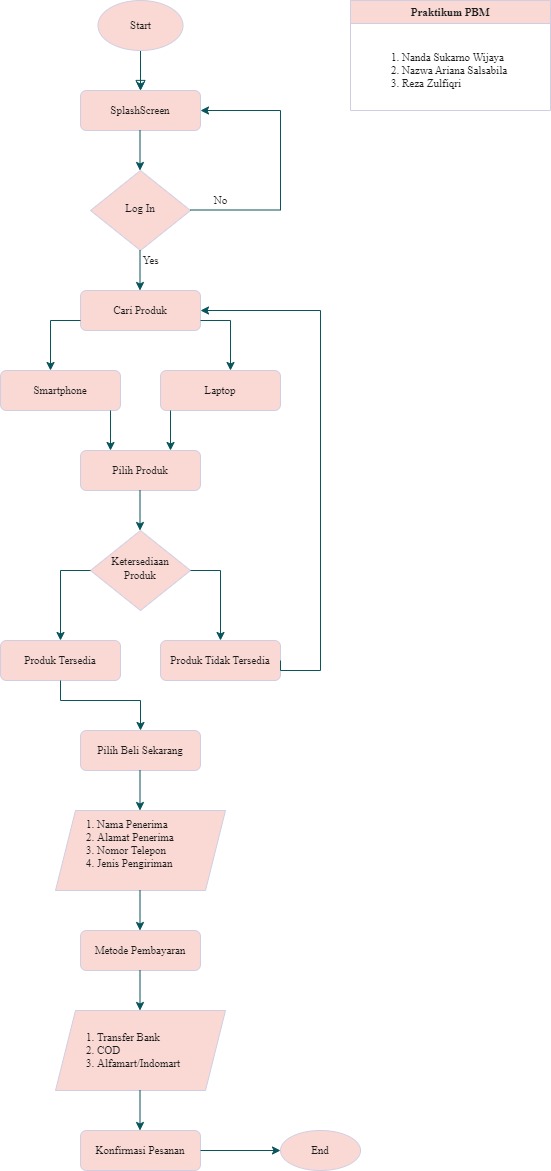 Start
Praktikum PBM
1. Nanda Sukarno Wijaya
2. Nazwa Ariana Salsabila
3. Reza Zulfiqri
SplashScreen
Log In
No
Yes
Cari Produk
Smartphone
Laptop
Pilih Produk
Ketersediaan
Produk
Produk Tersedia
Produk Tidak Tersedia
Pilih Beli Sekarang
1. Nama Penerima
2. Alamat Penerima
3. Nomor Telepon
4. Jenis Pengiriman
Metode Pembayaran
1. Transfer Bank
2. COD
3. Alfamart/Indomart
Konfirmasi Pesanan
End